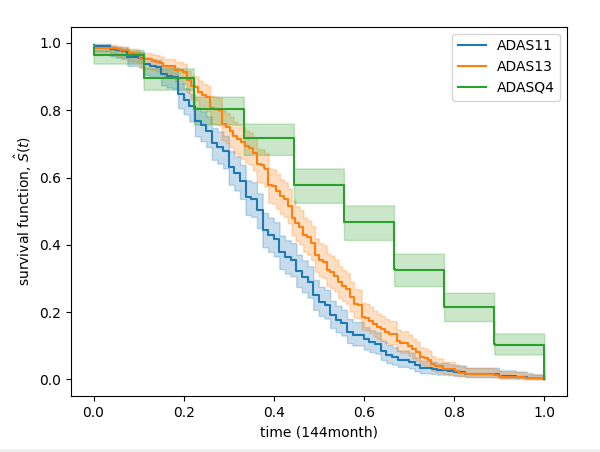 ADAS11
ADAS13
ADASQ4
1.0
0.8
0.6
0.4
0.2
0.0
survival function, Ŝ(t)
0.0 0.2 0.4 0.6 0.8 1.0
time (144month)